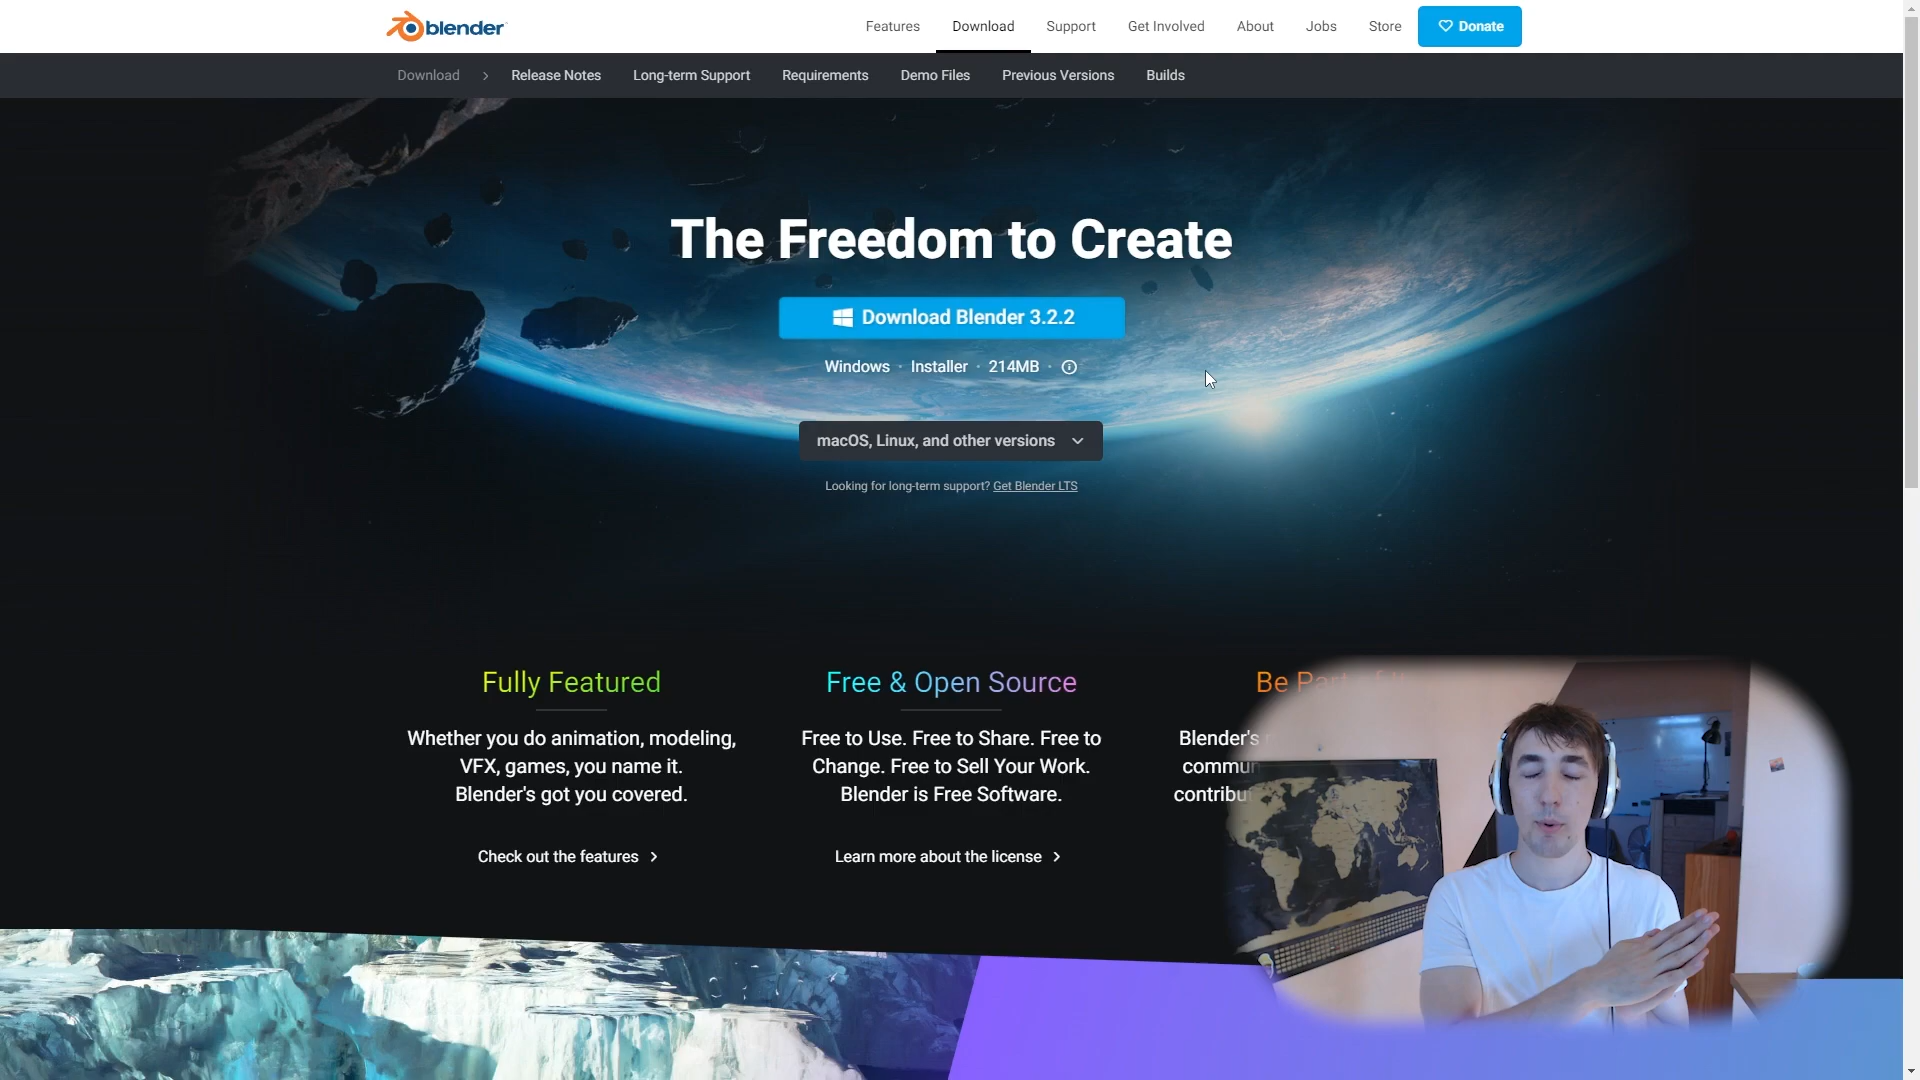 blender
Features
Download
Support
Get Involved
About
Jobs
Store
Donate
Download
Release Notes
Long-term Support
Requirements
Demo Files
Previous Versions
Builds
The Freedom to Create
Download Blender 3.2.2
Windows · Installer · 214MB ·
macOS, Linux, and other versions
Looking for long-term support? Get Blender LTS
Fully Featured
Whether you do animation, modeling,
VFX, games, you name it.
Blender's got you covered.
Check out the features
Free & Open Source
Free to Use. Free to Share. Free to
Change. Free to Sell Your Work.
Blender is Free Software.
Learn more about the license
Be Part of
Blender's